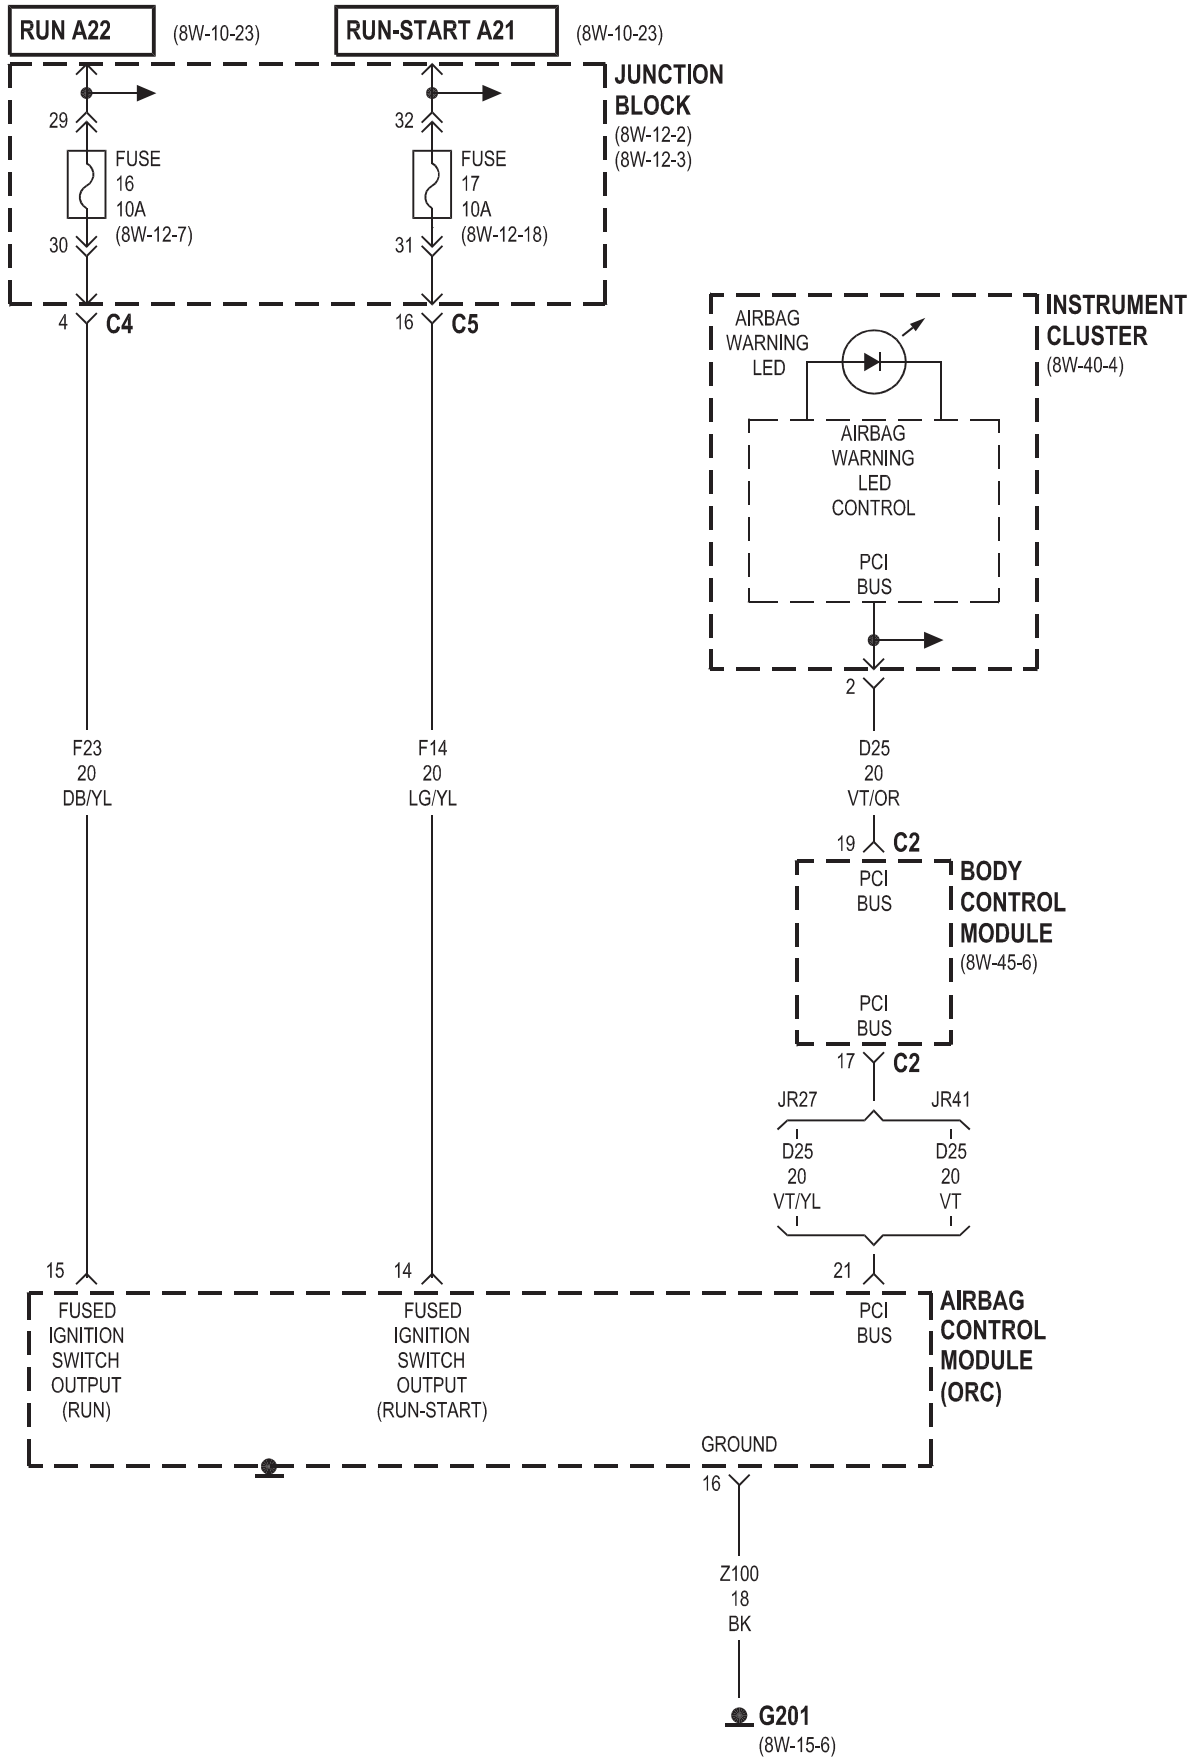 RUN A22
(8W-10-23)
RUN-START A21
(8W-10-23)
JUNCTION
BLOCK
(8W-12-2)
(8W-12-3)
29
FUSE
16
10A
(8W-12-7)
30
32
FUSE
17
10A
(8W-12-18)
31
4
C4
16
C5
INSTRUMENT
CLUSTER
(8W-40-4)
AIRBAG
WARNING
LED
AIRBAG
WARNING
LED
CONTROL
PCI
BUS
2
F23
20
DB/YL
F14
20
LG/YL
D25
20
VT/OR
19
C2
PCI
BUS
BODY
CONTROL
MODULE
(8W-45-6)
PCI
BUS
17
C2
JR27
JR41
D25
20
VT/YL
D25
20
VT
15
14
21
FUSED
IGNITION
SWITCH
OUTPUT
(RUN)
FUSED
IGNITION
SWITCH
OUTPUT
(RUN-START)
PCI
BUS
AIRBAG
CONTROL
MODULE
(ORC)
GROUND
16
Z100
18
BK
G201
(8W-15-6)